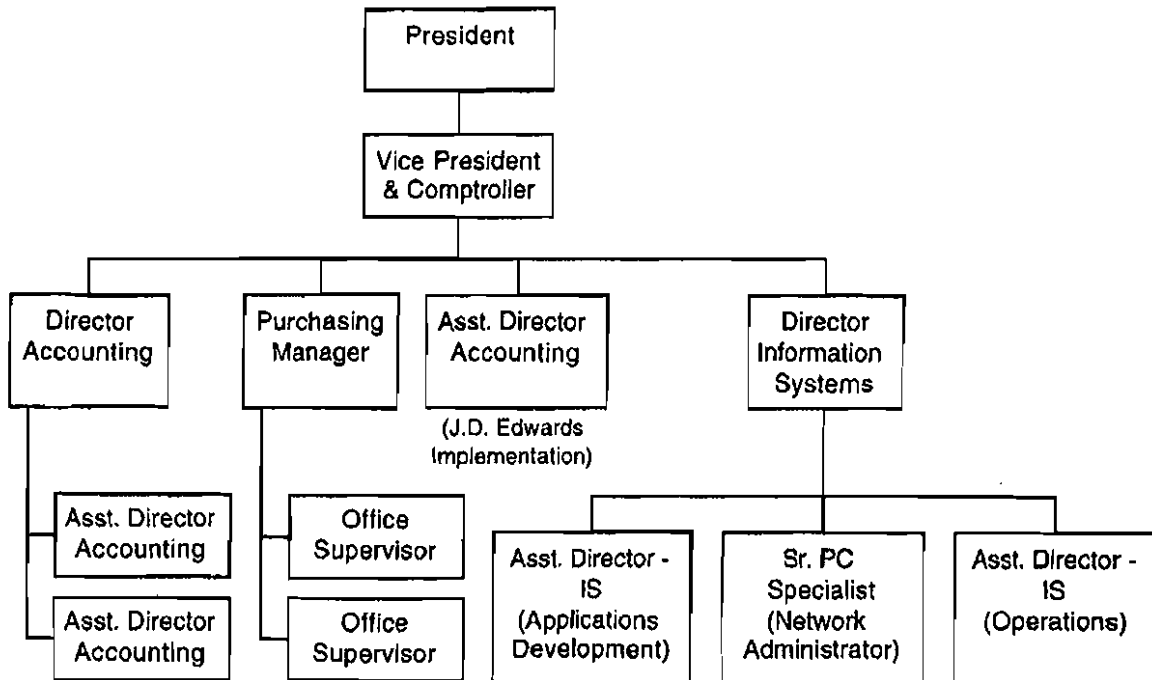 President
Vice President
& Comptroller
Director
Accounting
Purchasing
Manager
Asst. Director
Accounting
(J.D. Edwards
Implementation)
Director
Information
Systems
Asst. Director
Accounting
Asst. Director
Accounting
Office
Supervisor
Office
Supervisor
Asst. Director -
IS
(Applications
Development)
Sr. PC
Specialist
(Network
Administrator)
Asst. Director -
IS
(Operations)